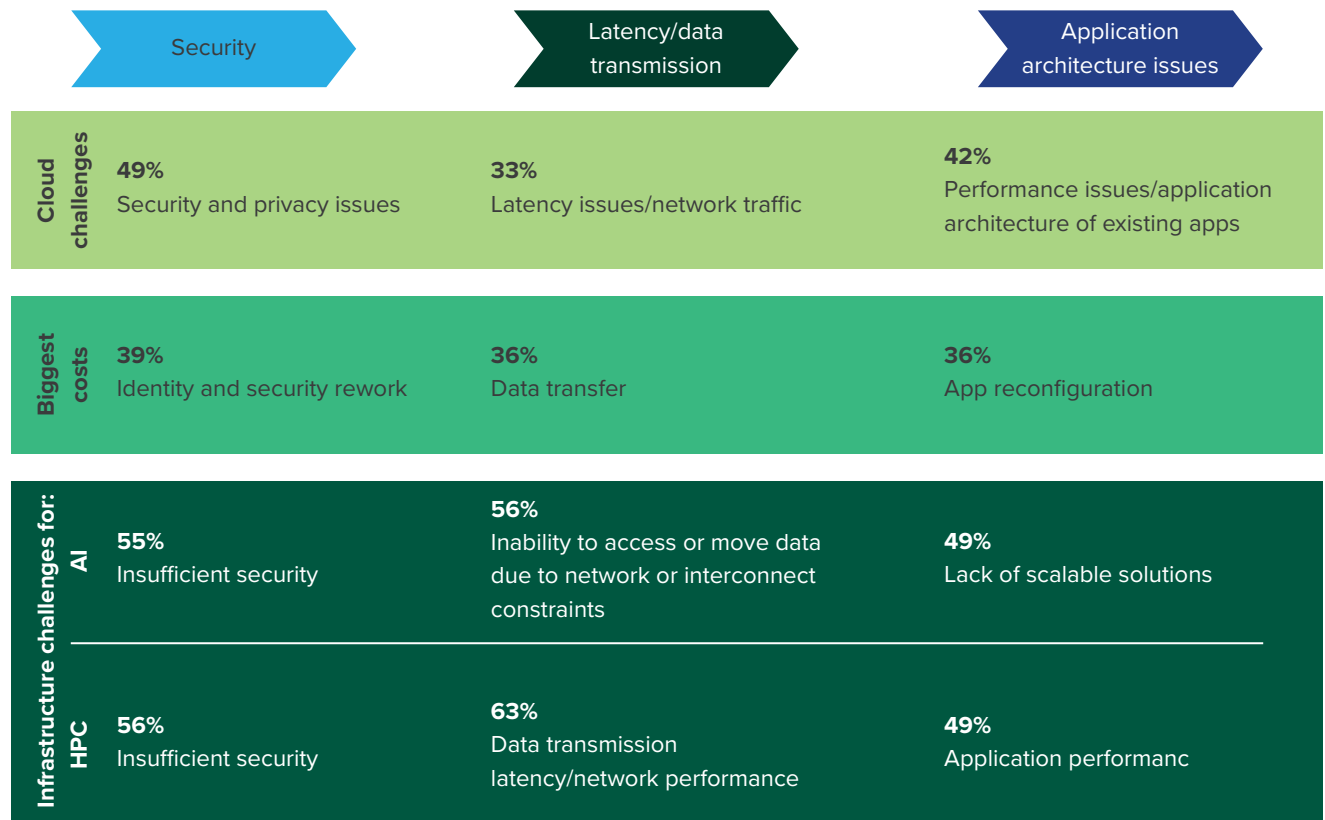 Security
Latency/data
transmission
Application
architecture issues
Cloud
challenges
49%
Security and privacy issues
33%
Latency issues/network traffic
42%
Performance issues/application
architecture of existing apps
Biggest
costs
39%
Identity and security rework
36%
Data transfer
36%
App reconfiguration
Infrastructure challenges for:
AI
55%
Insufficient security
56%
Inability to access or move data
due to network or interconnect
constraints
49%
Lack of scalable solutions
HPC
56%
Insufficient security
63%
Data transmission
latency/network performance
49%
Application performanc